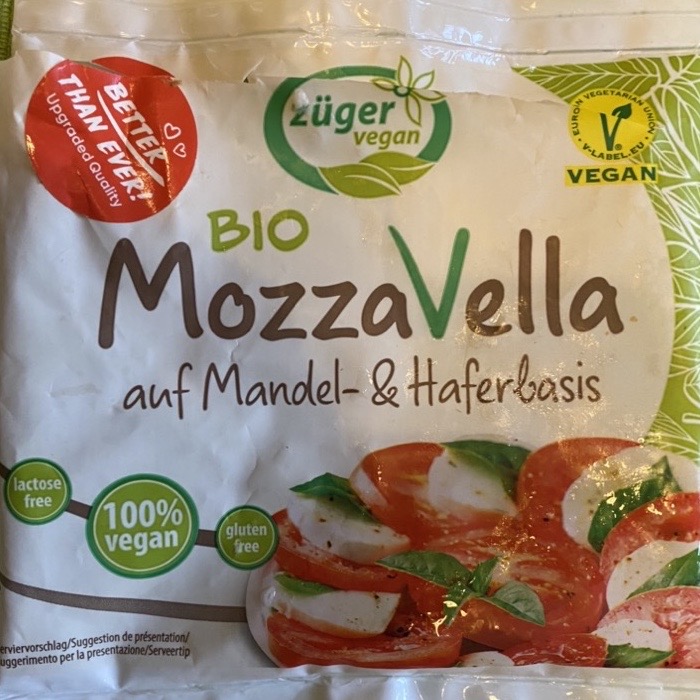 BETTER
THAN EVER!
Upgraded Quality
züger
vegan
EUROPEAN VEGETARIAN UNION
V-LABEL.EU
VEGAN
BIO
MozzaVella
auf Mandel- & Haferbasis
lactose
free
100%
vegan
gluten
free
erviervorschlag/Suggestion de présentation/
uggerimento per la presentazione/Serveertip